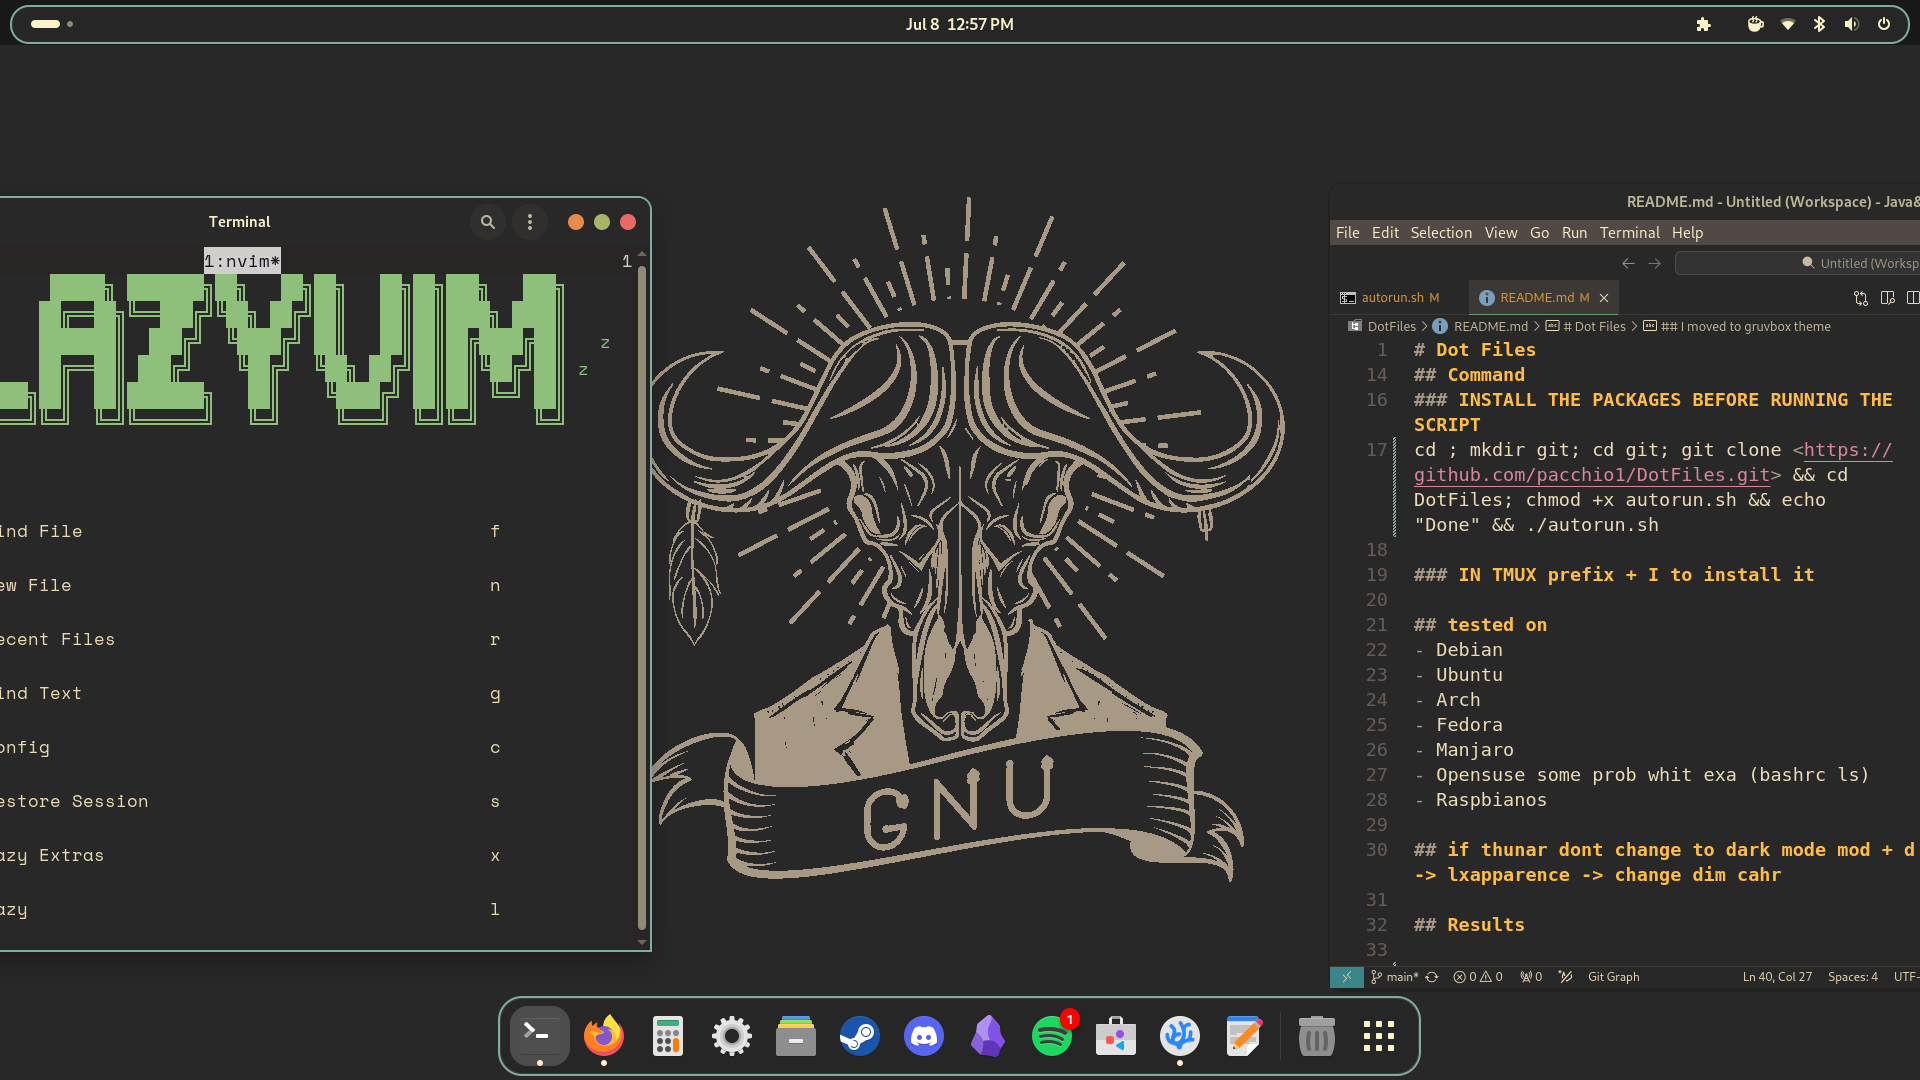 Jul 8 12:57 PM
Terminal
1:nvim* 1
LAZYVIM
z
z
ind File f
ew File n
ecent Files r
ind Text g
onfig c
estore Session s
azy Extras x
azy l
GNU
README.md - Untitled (Workspace) - Java&
File Edit Selection View Go Run Terminal Help
Untitled (Worksp
autorun.sh M README.md M
DotFiles > README.md > # Dot Files > ## I moved to gruvbox theme
1 # Dot Files
14 ## Command
16 ### INSTALL THE PACKAGES BEFORE RUNNING THE
SCRIPT
17 cd ; mkdir git; cd git; git clone <https://
github.com/pacchio1/DotFiles.git> && cd
DotFiles; chmod +x autorun.sh && echo
"Done" && ./autorun.sh
18
19 ### IN TMUX prefix + I to install it
20
21 ## tested on
22 - Debian
23 - Ubuntu
24 - Arch
25 - Fedora
26 - Manjaro
27 - Opensuse some prob whit exa (bashrc ls)
28 - Raspbianos
29
30 ## if thunar dont change to dark mode mod + d
-> lxapparence -> change dim cahr
31
32 ## Results
33
main* 0 0 0 Git Graph Ln 40, Col 27 Spaces: 4 UTF-
1